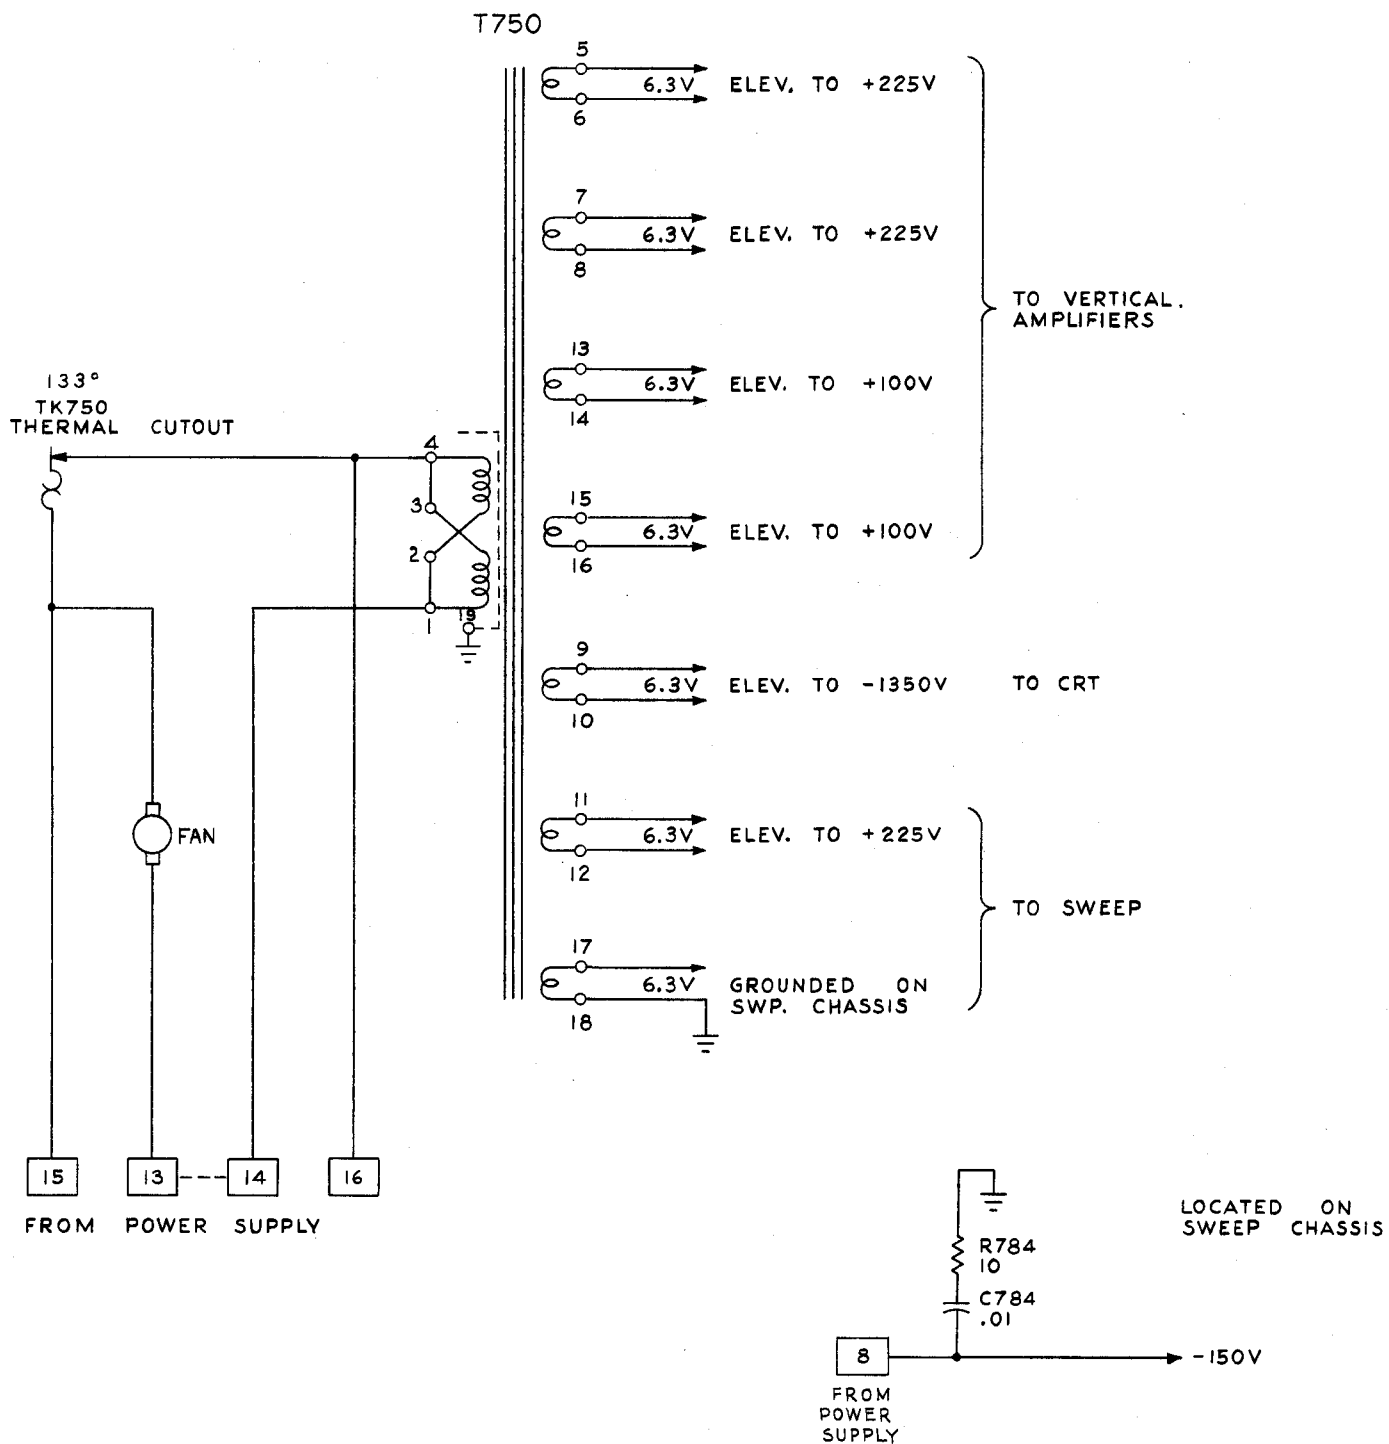 T750
5
6.3V
ELEV. TO +225V
6
7
6.3V
ELEV. TO +225V
8
TO VERTICAL.
AMPLIFIERS
13
6.3V
ELEV. TO +100V
14
133°
TK750
THERMAL CUTOUT
4
3
2
1
19
15
6.3V
ELEV. TO +100V
16
9
6.3V
ELEV. TO -1350V
TO CRT
10
11
6.3V
ELEV. TO +225V
12
TO SWEEP
FAN
17
6.3V
GROUNDED ON
SWP. CHASSIS
18
15
13
14
16
FROM POWER SUPPLY
LOCATED ON
SWEEP CHASSIS
R784
10
C784
.01
8
-150V
FROM
POWER
SUPPLY